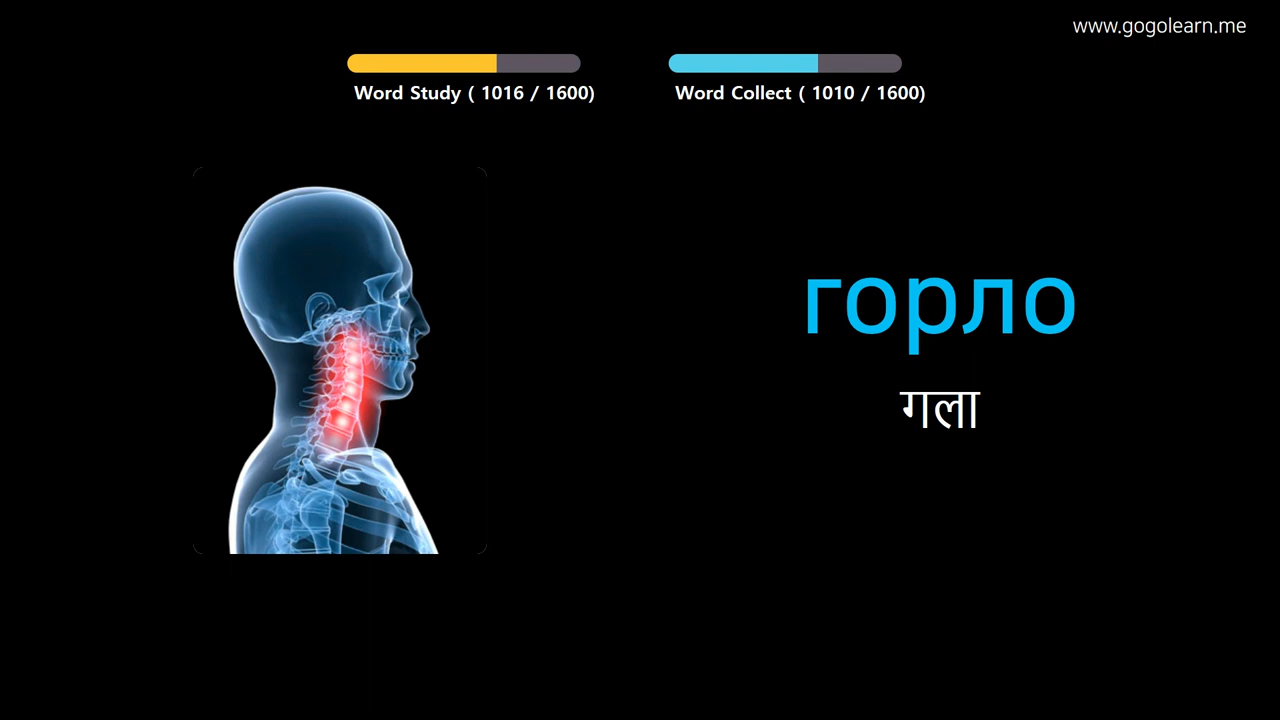 www.gogolearn.me
Word Study ( 1016 / 1600)
Word Collect ( 1010 / 1600)
горло
गला